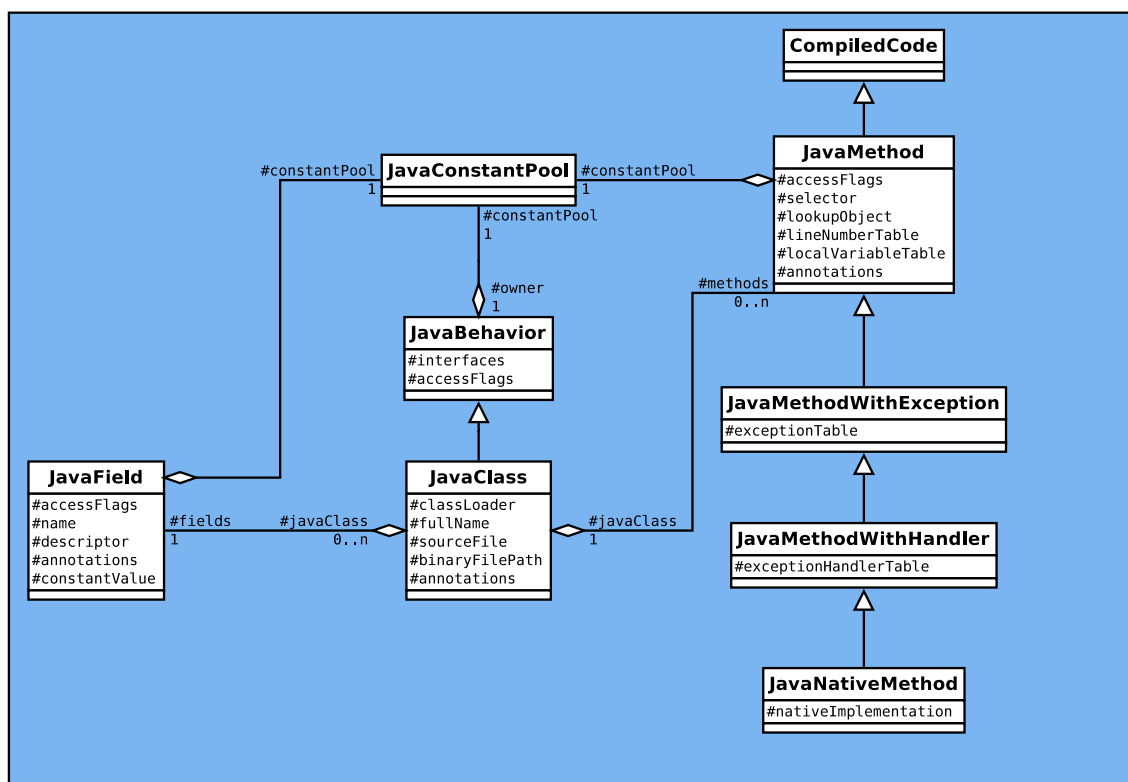 CompiledCode
JavaConstantPool
#constantPool
1
#constantPool
1
#constantPool
1
JavaMethod
#accessFlags
#selector
#lookupObject
#lineNumberTable
#localVariableTable
#annotations
#methods
0..n
#owner
1
JavaBehavior
#interfaces
#accessFlags
JavaMethodWithException
#exceptionTable
JavaField
#accessFlags
#name
#descriptor
#annotations
#constantValue
#fields
1
#javaClass
0..n
JavaClass
#classLoader
#fullName
#sourceFile
#binaryFilePath
#annotations
#javaClass
1
JavaMethodWithHandler
#exceptionHandlerTable
JavaNativeMethod
#nativeImplementation